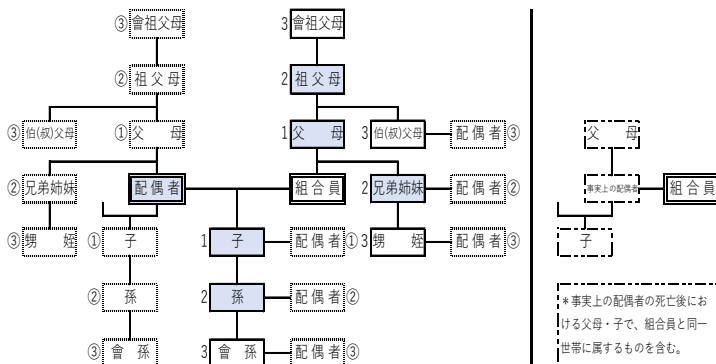 ③ 會祖父母 3 會祖父母
② 祖父母 2 祖父母
③ 伯(叔)父母 ① 父母 1 父母 3 伯(叔)父母 配偶者 ③ 父母
② 兄弟姉妹 配偶者 組合員 2 兄弟姉妹 配偶者 ② 事実上の配偶者 組合員
③ 甥姪 ① 子 1 子 配偶者 ① 3 甥姪 配偶者 ③ 子
② 孫 2 孫 配偶者 ②
③ 會孫 3 會孫 配偶者 ③
*事実上の配偶者の死亡後にお
ける父母・子で、組合員と同一
世帯に属するものを含む。